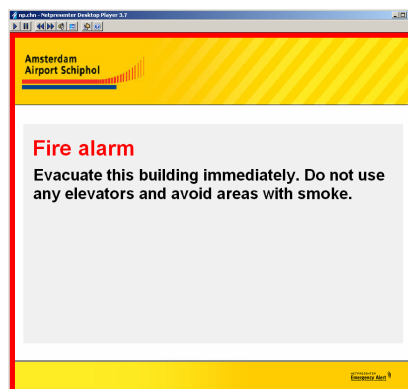 np.chn - Netpresenter Desktop Player 3.7
Amsterdam
Airport Schiphol
Fire alarm
Evacuate this building immediately. Do not use
any elevators and avoid areas with smoke.
NETPRESENTER
Emergency Alert